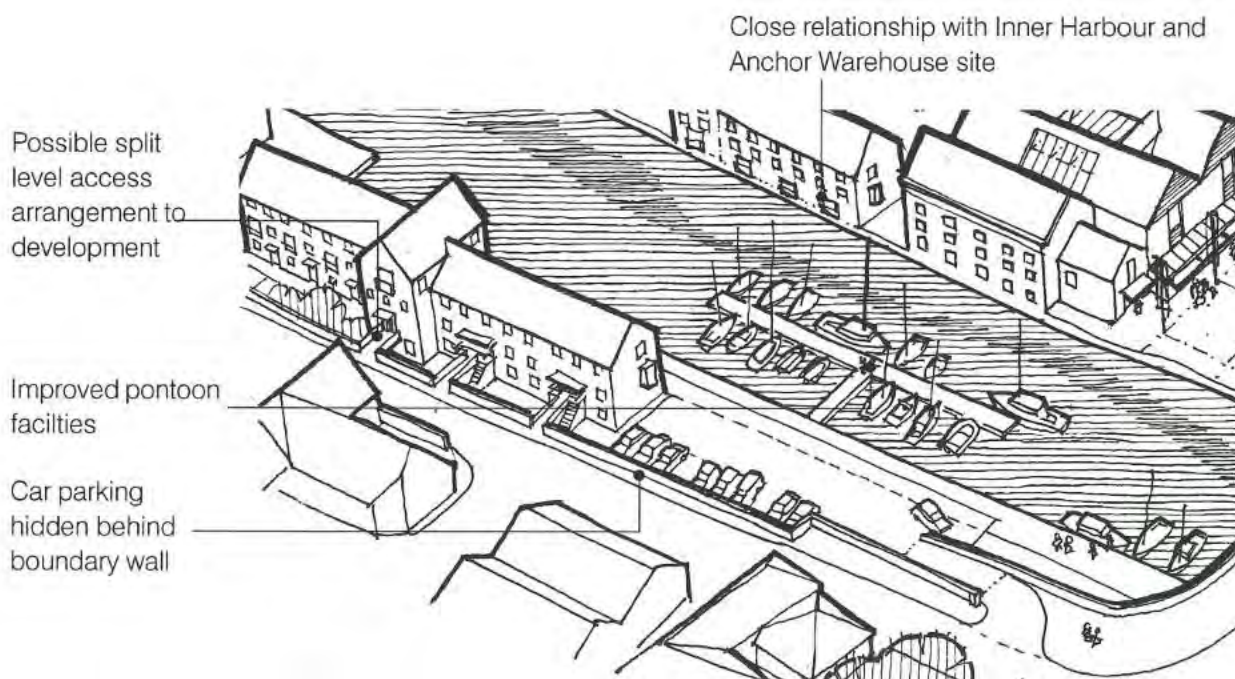 Close relationship with Inner Harbour and
Anchor Warehouse site
Possible split
level access
arrangement to
development
Improved pontoon
facilties
Car parking
hidden behind
boundary wall